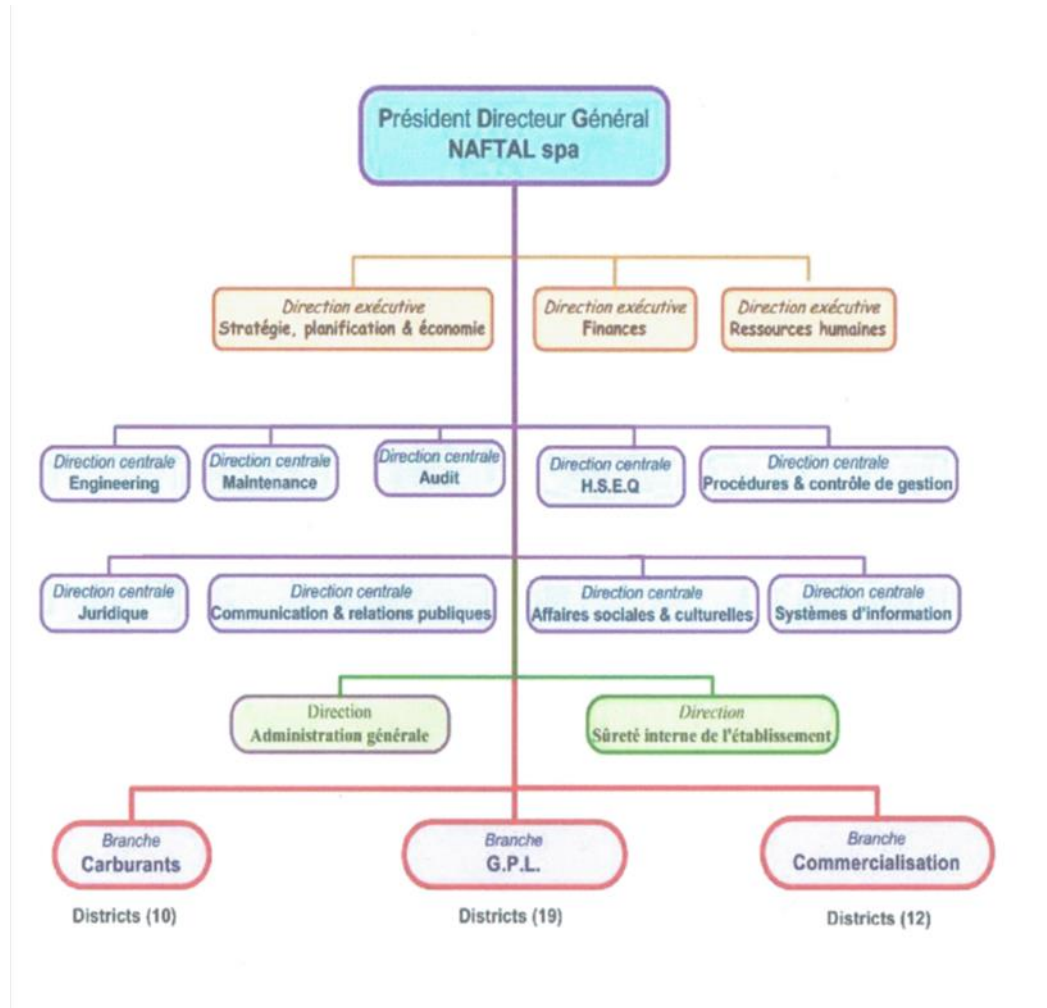 Président Directeur Général
NAFTAL spa
Direction exécutive
Stratégie, planification & économie
Direction exécutive
Finances
Direction exécutive
Ressources humaines
Direction centrale
Engineering
Direction centrale
Maintenance
Direction centrale
Audit
Direction centrale
H.S.E.Q
Direction centrale
Procédures & contrôle de gestion
Direction centrale
Juridique
Direction centrale
Communication & relations publiques
Direction centrale
Affaires sociales & culturelles
Direction centrale
Systèmes d'information
Direction
Administration générale
Direction
Sûreté interne de l'établissement
Branche
Carburants
Branche
G.P.L.
Branche
Commercialisation
Districts (10)
Districts (19)
Districts (12)